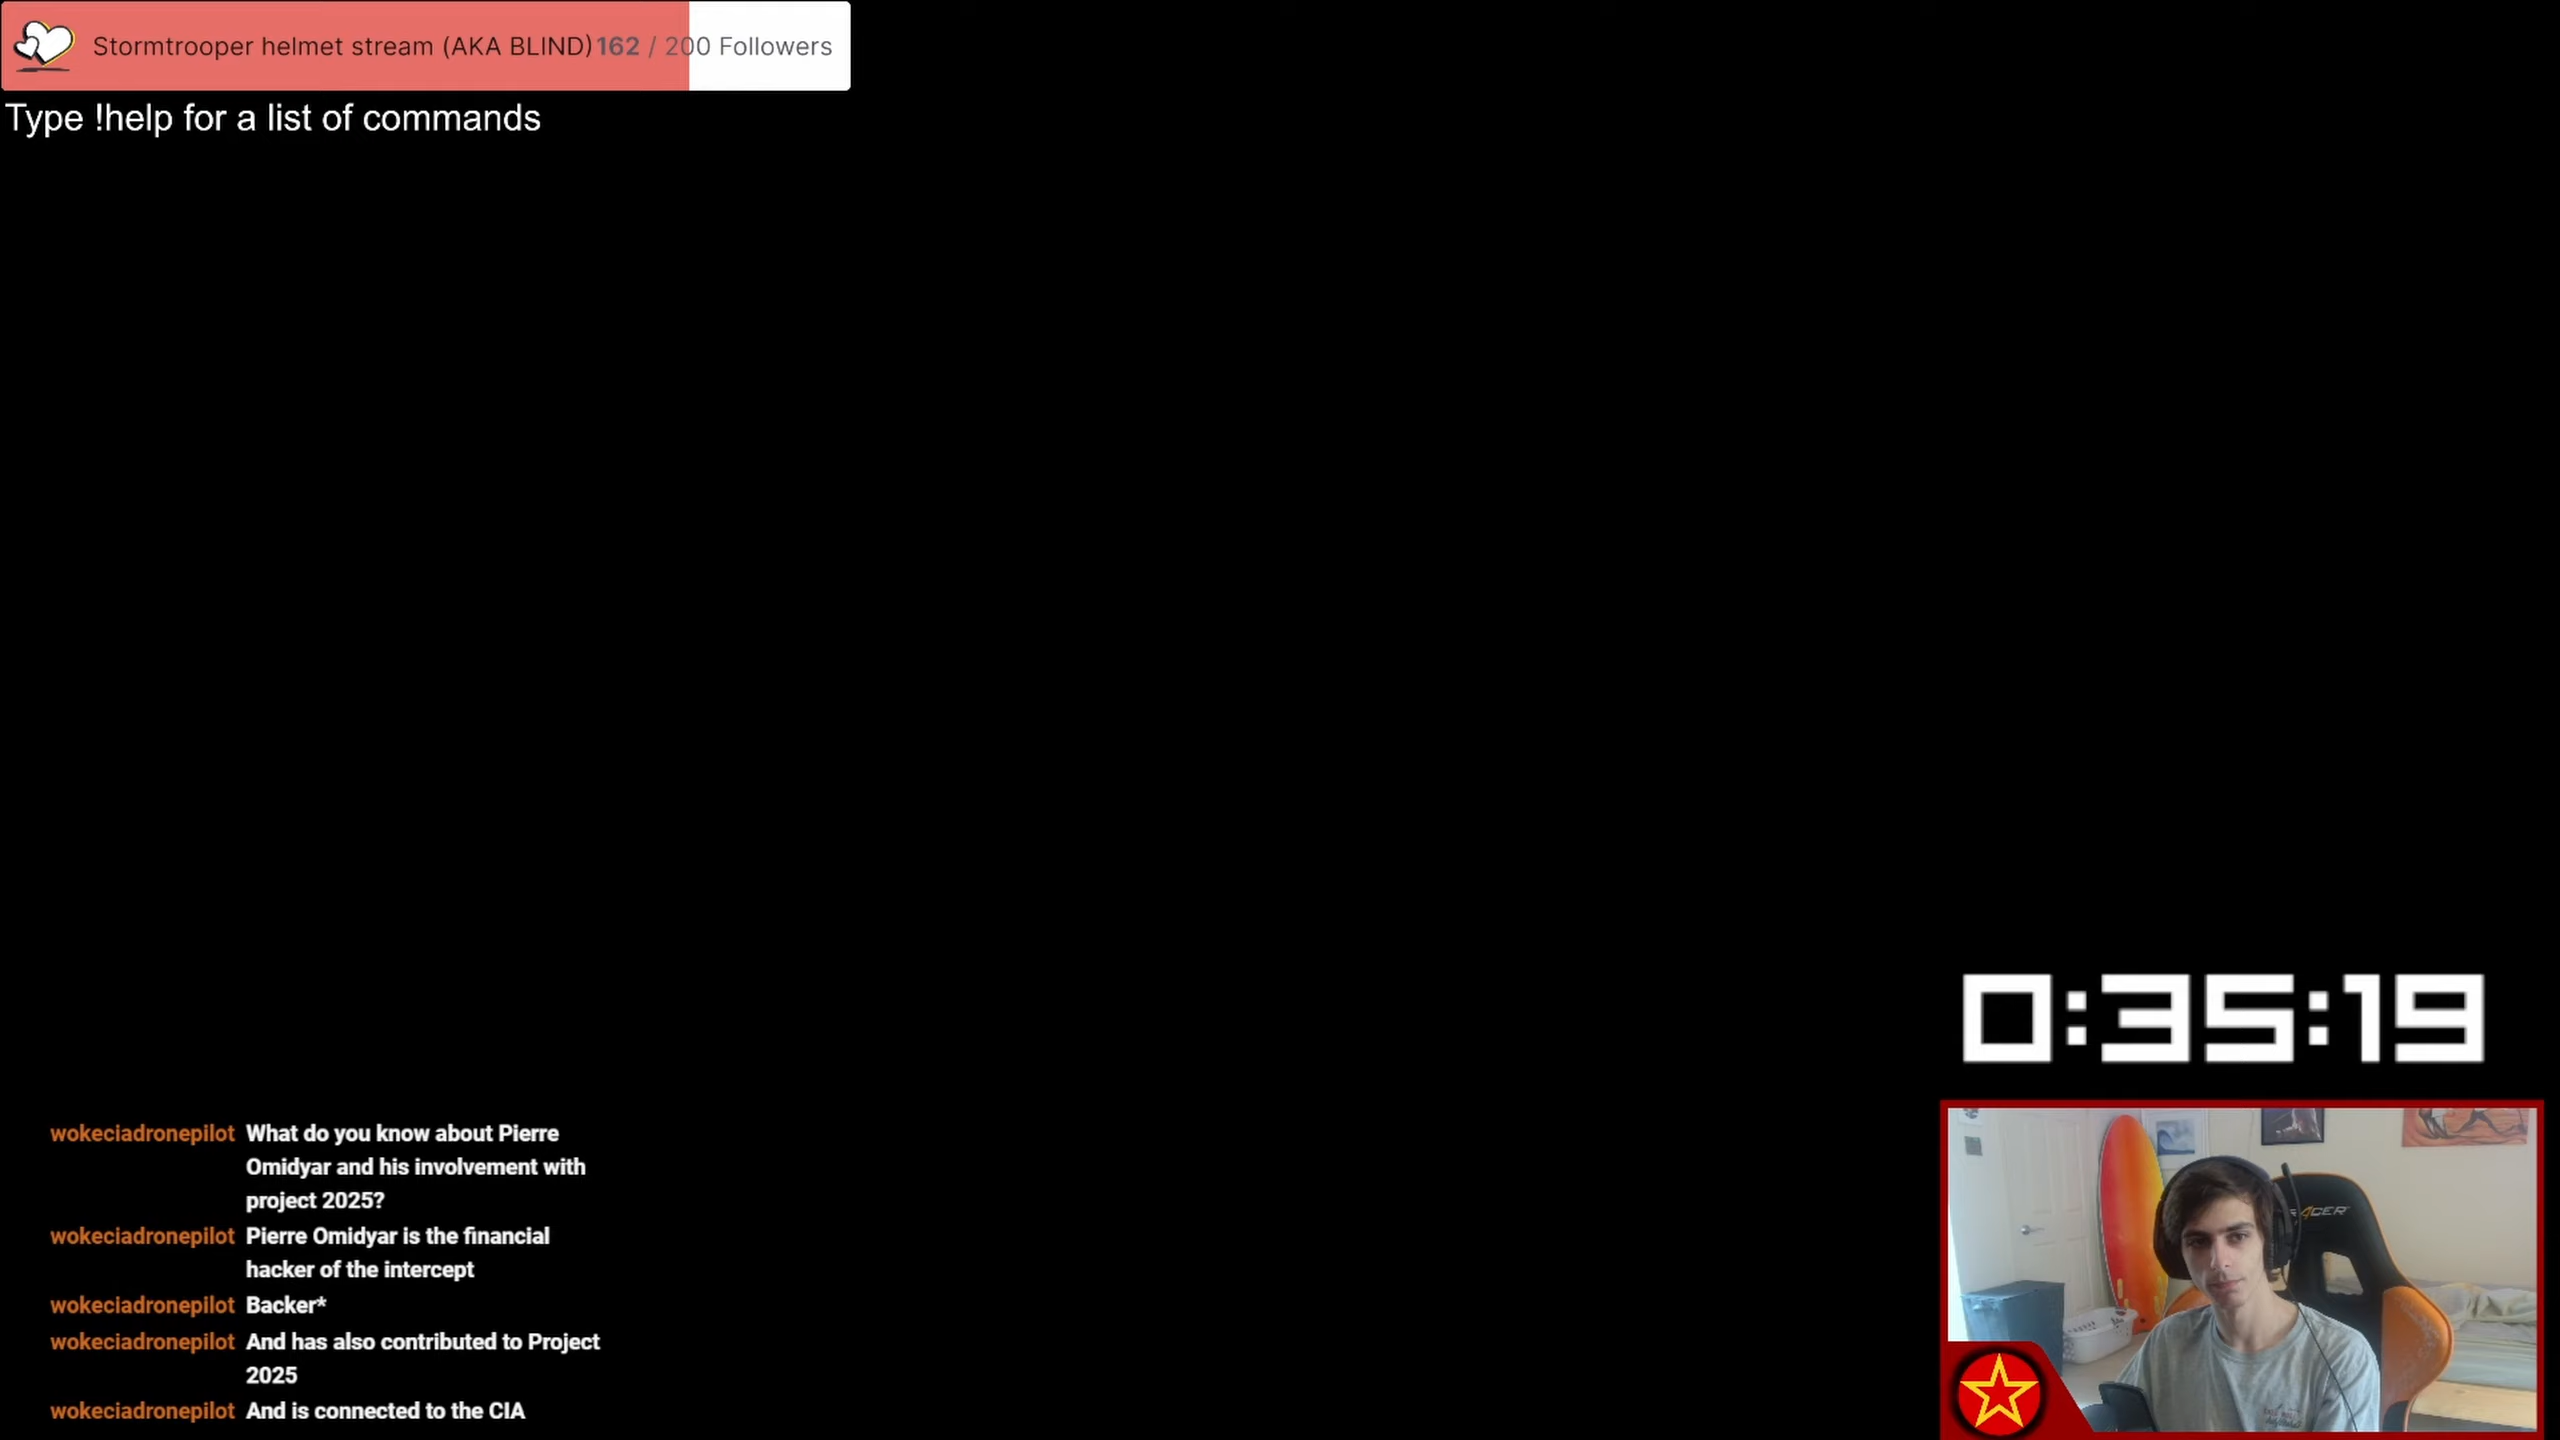 Stormtrooper helmet stream (AKA BLIND) 162 / 200 Followers
Type !help for a list of commands
0:35:19
wokeciadronepilot What do you know about Pierre
Omidyar and his involvement with
project 2025?
wokeciadronepilot Pierre Omidyar is the financial
hacker of the intercept
wokeciadronepilot Backer*
wokeciadronepilot And has also contributed to Project
2025
wokeciadronepilot And is connected to the CIA